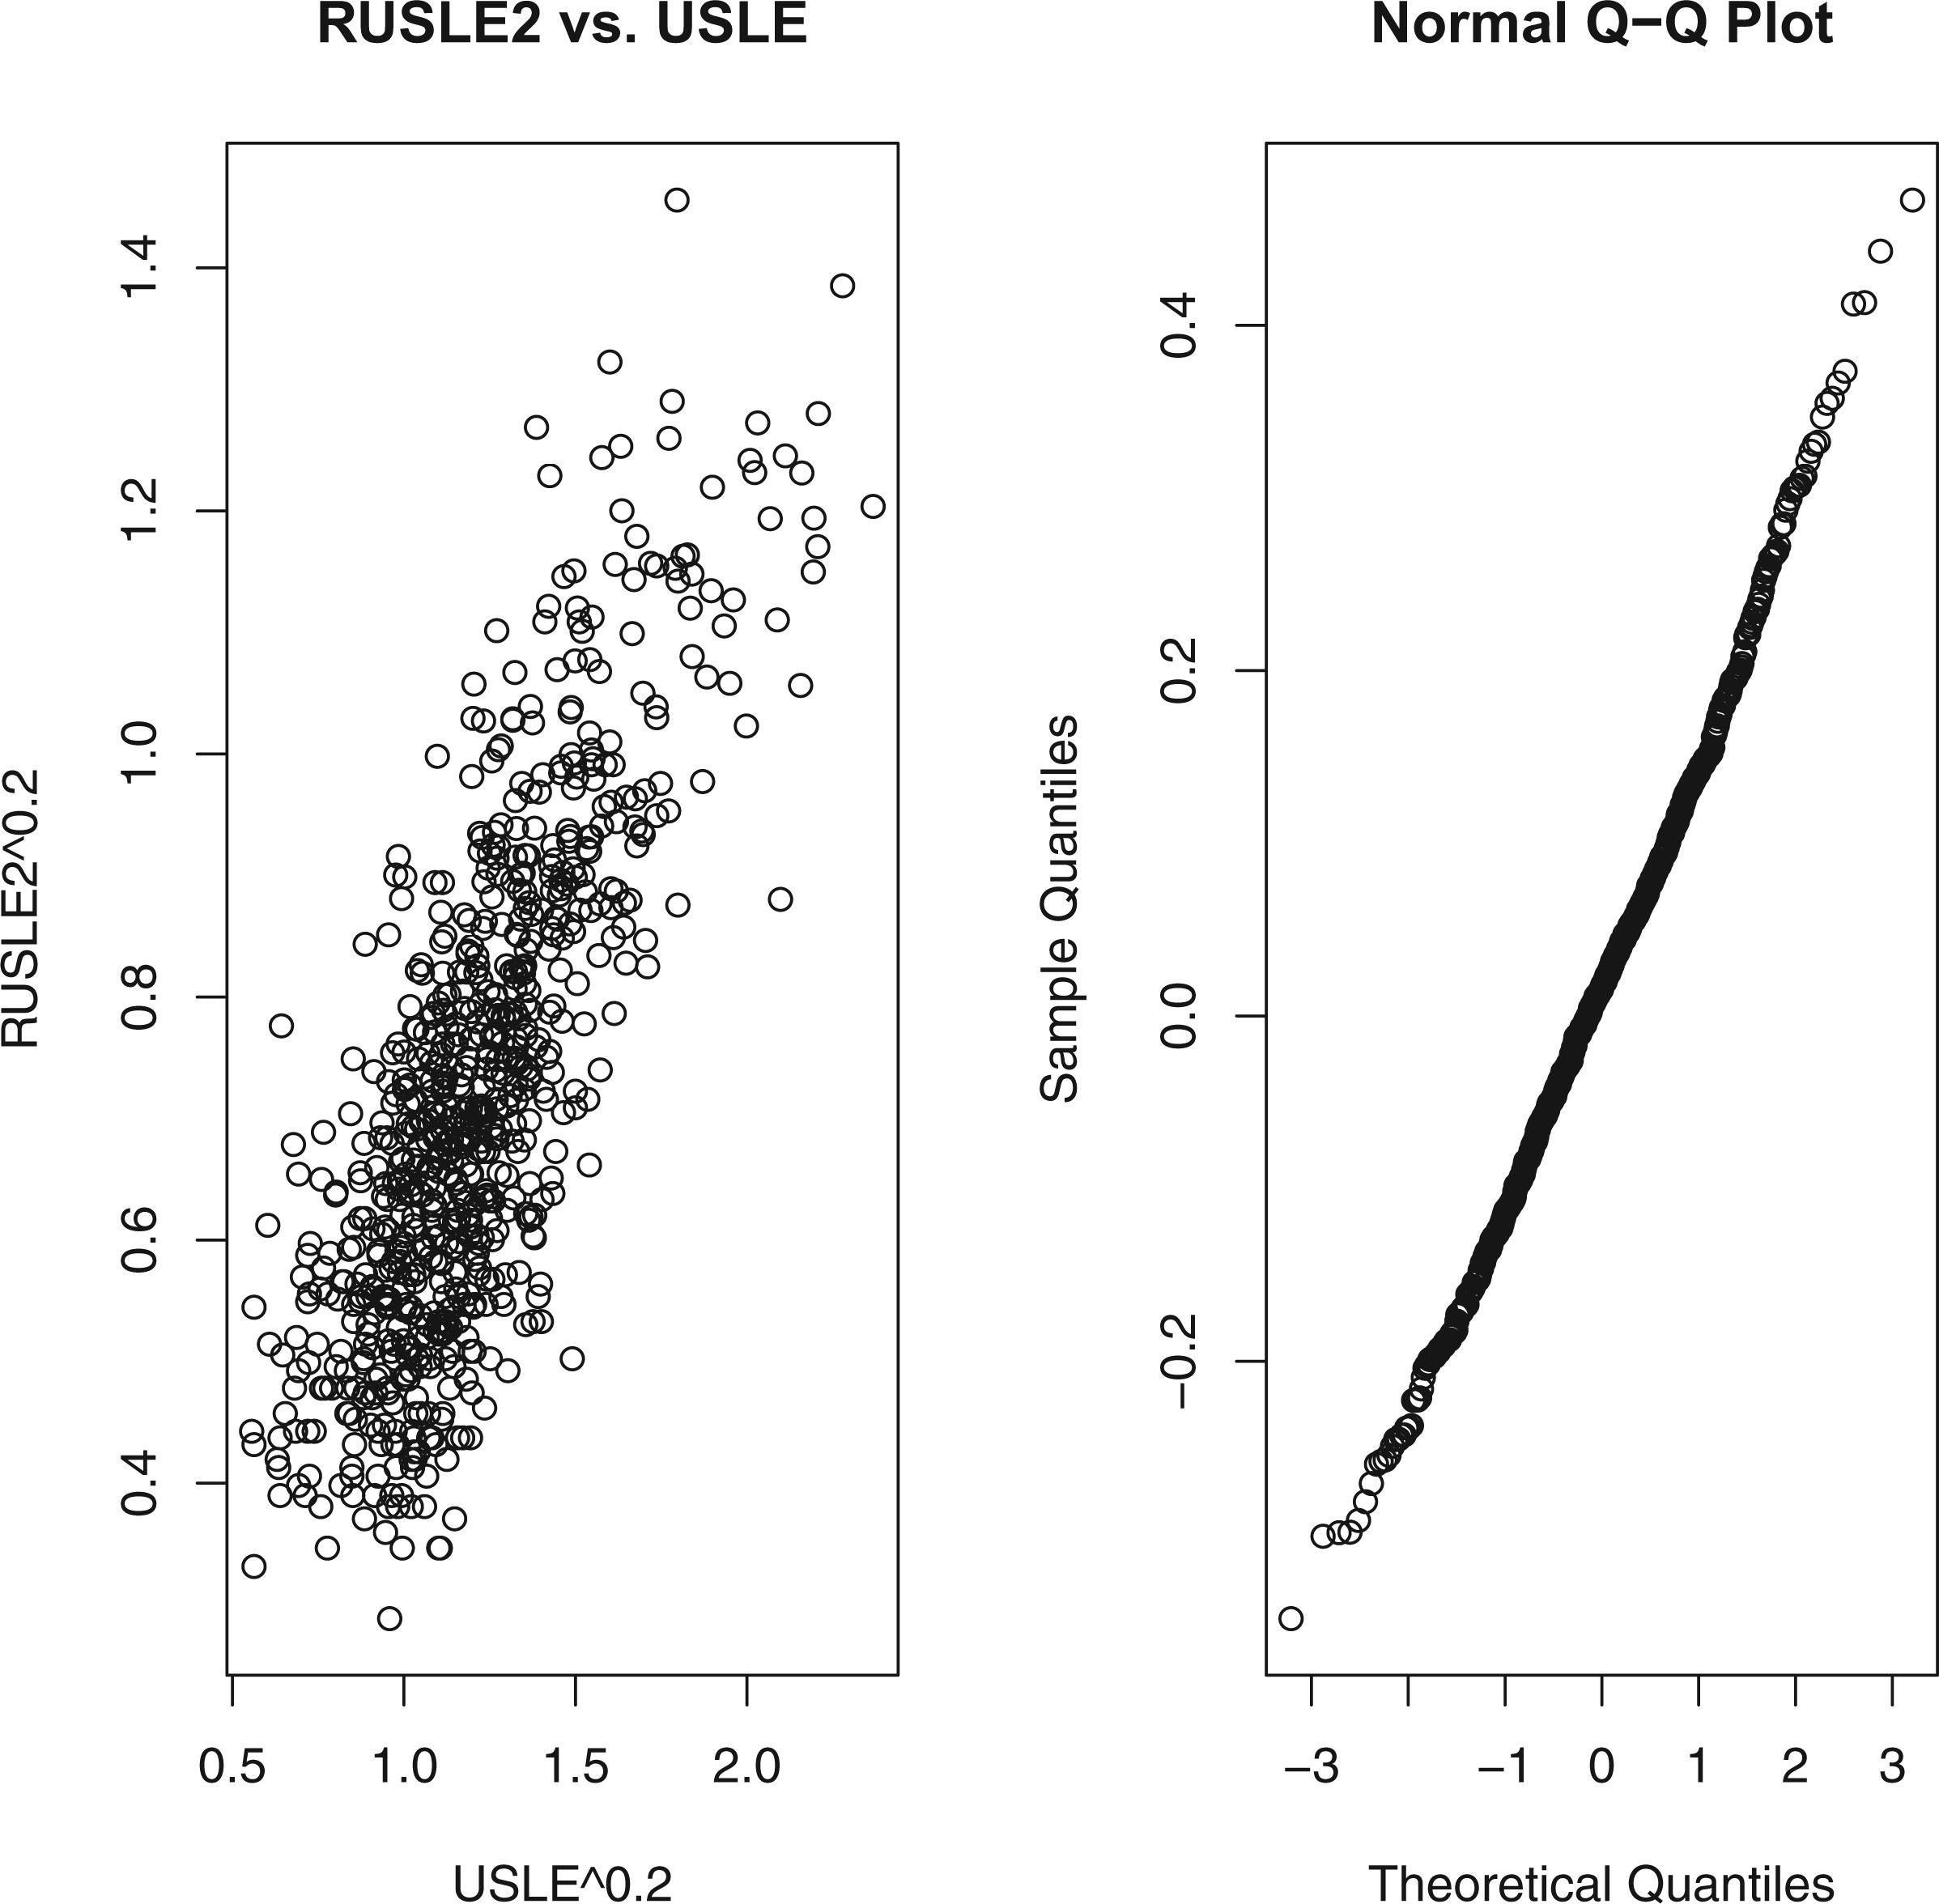 RUSLE2 vs. USLE
RUSLE2^0.2
1.4
1.2
1.0
0.8
0.6
0.4
0.5 1.0 1.5 2.0
USLE^0.2
Normal Q−Q Plot
Sample Quantiles
0.4
0.2
0.0
−0.2
−3 −1 0 1 2 3
Theoretical Quantiles